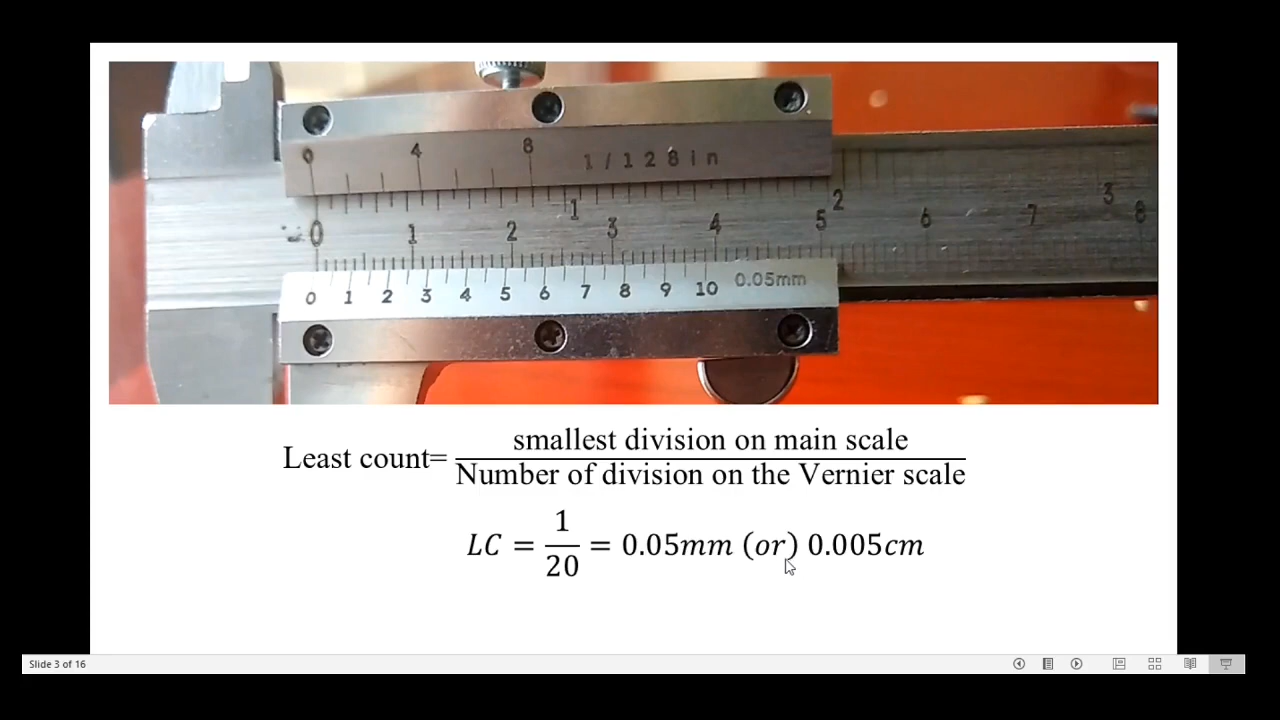 0 4 8 1/128in
1 2 3
0 1 2 3 4 5 6 7 8
0 1 2 3 4 5 6 7 8 9 10 0.05mm
smallest division on main scale
Least count=
Number of division on the Vernier scale
LC = 1/20 = 0.05mm (or) 0.005cm
Slide 3 of 16